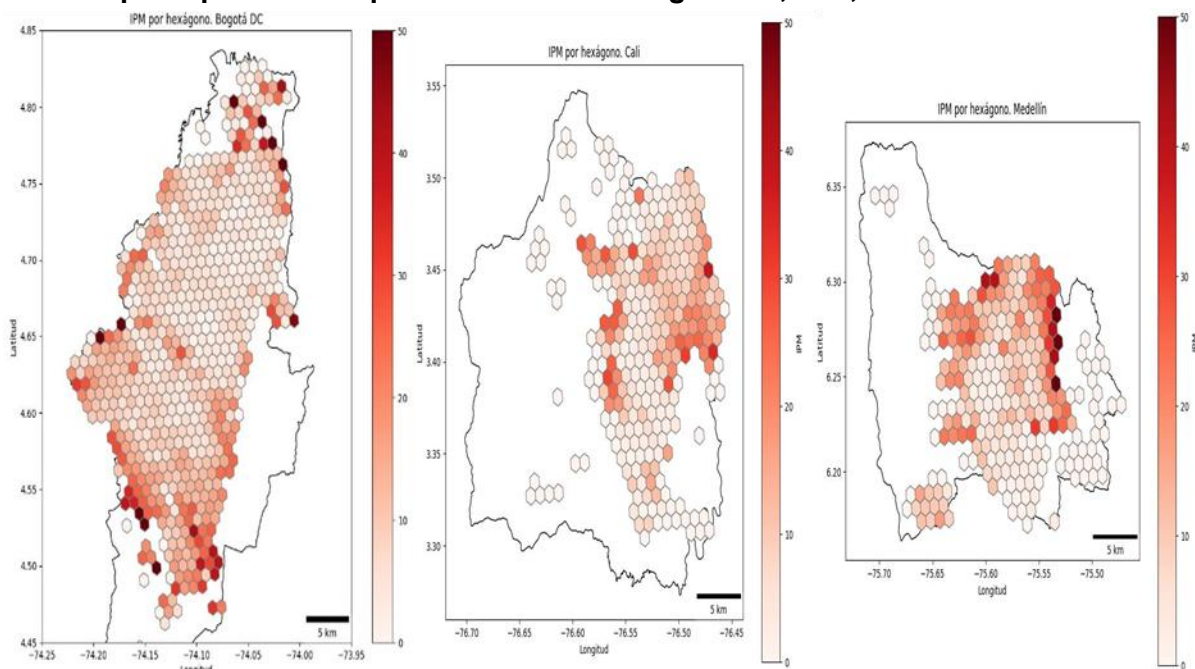 IPM por hexágono. Bogotá DC
4.85
4.80
4.75
4.70
4.65
4.60
4.55
4.50
4.45
Latitud
−74.25 −74.20 −74.15 −74.10 −74.05 −74.00 −73.95
Longitud
5 km
50
40
30
20
10
0
IPM
IPM por hexágono. Cali
3.55
3.50
3.45
3.40
3.35
3.30
Latitud
−76.70 −76.65 −76.60 −76.55 −76.50 −76.45
Longitud
5 km
50
40
30
20
10
0
IPM
IPM por hexágono. Medellín
6.35
6.30
6.25
6.20
Latitud
−75.70 −75.65 −75.60 −75.55 −75.50
Longitud
5 km
50
40
30
20
10
0
IPM